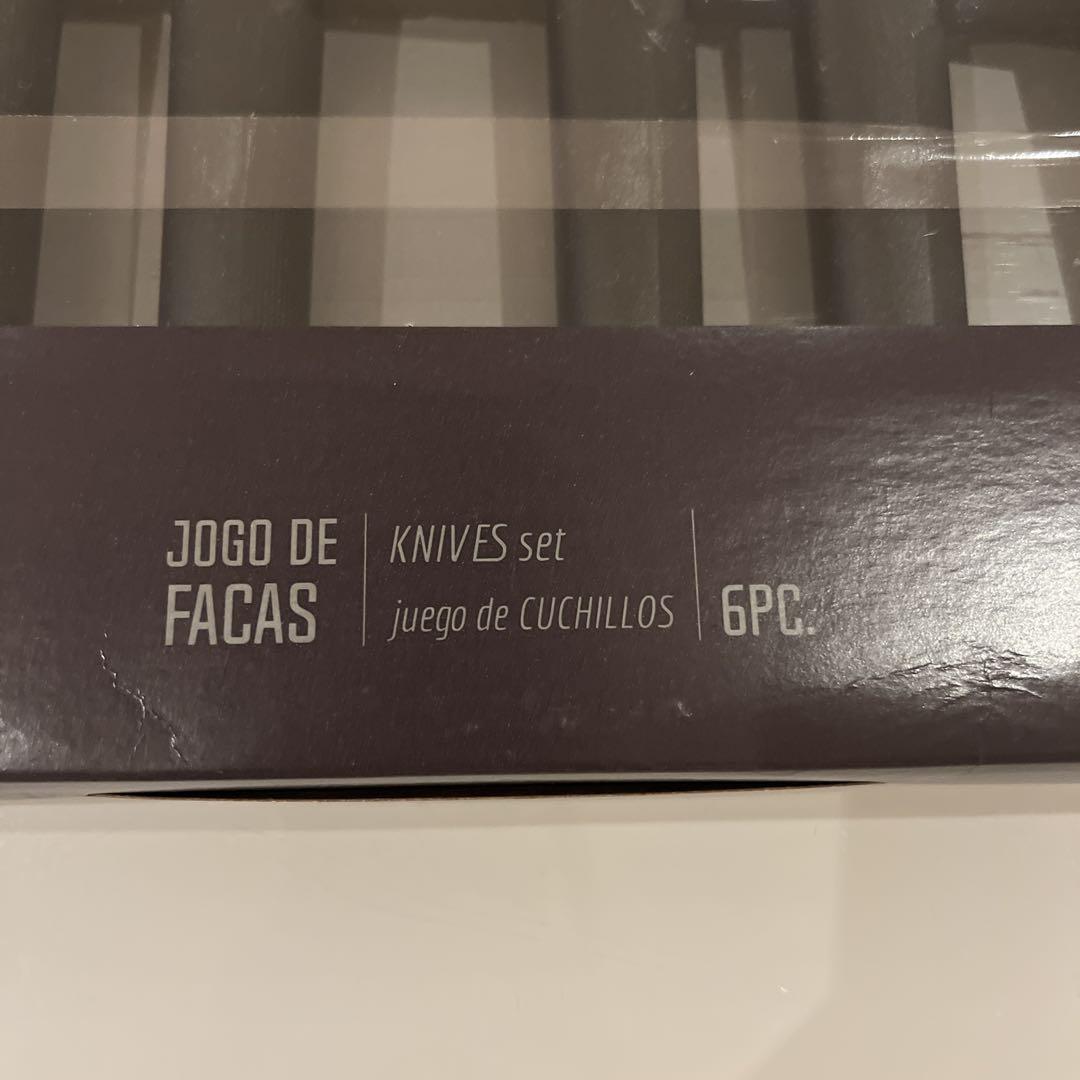 JOGO DE
FACAS
KNIVES set
juego de CUCHILLOS
6PC.